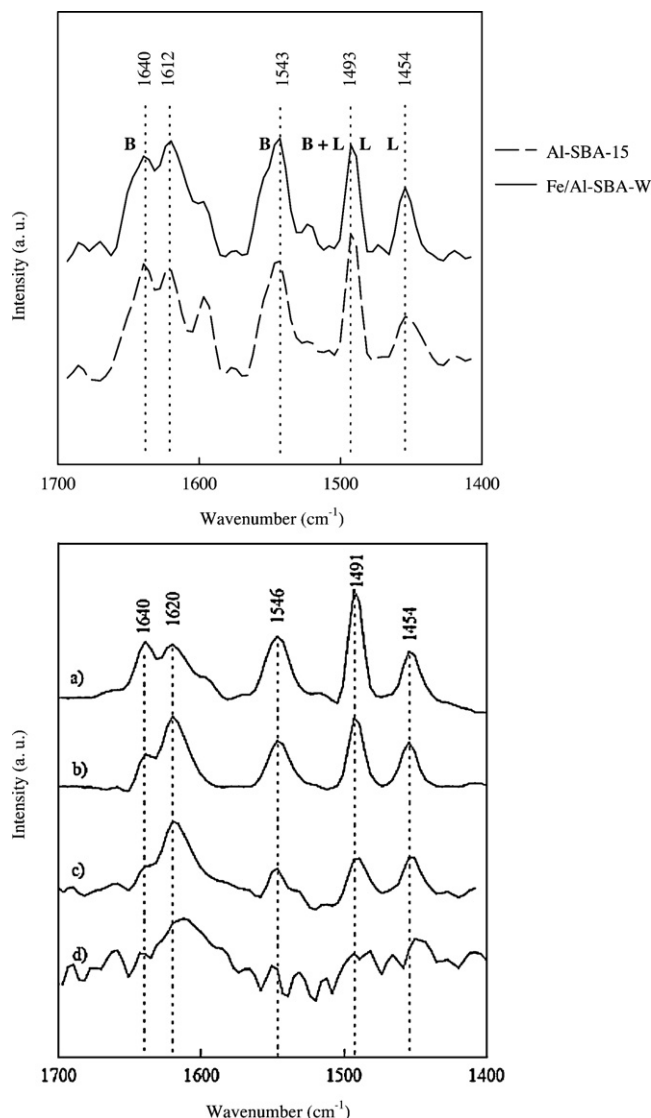 1640
1612
1543
1493
1454
B B B + L L L
Al-SBA-15
Fe/Al-SBA-W
Intensity (a. u.)
1700 1600 1500 1400
Wavenumber (cm⁻¹)
1640 1620 1546 1491 1454
a)
b)
c)
d)
Intensity (a. u.)
1700 1600 1500 1400
Wavenumber (cm⁻¹)